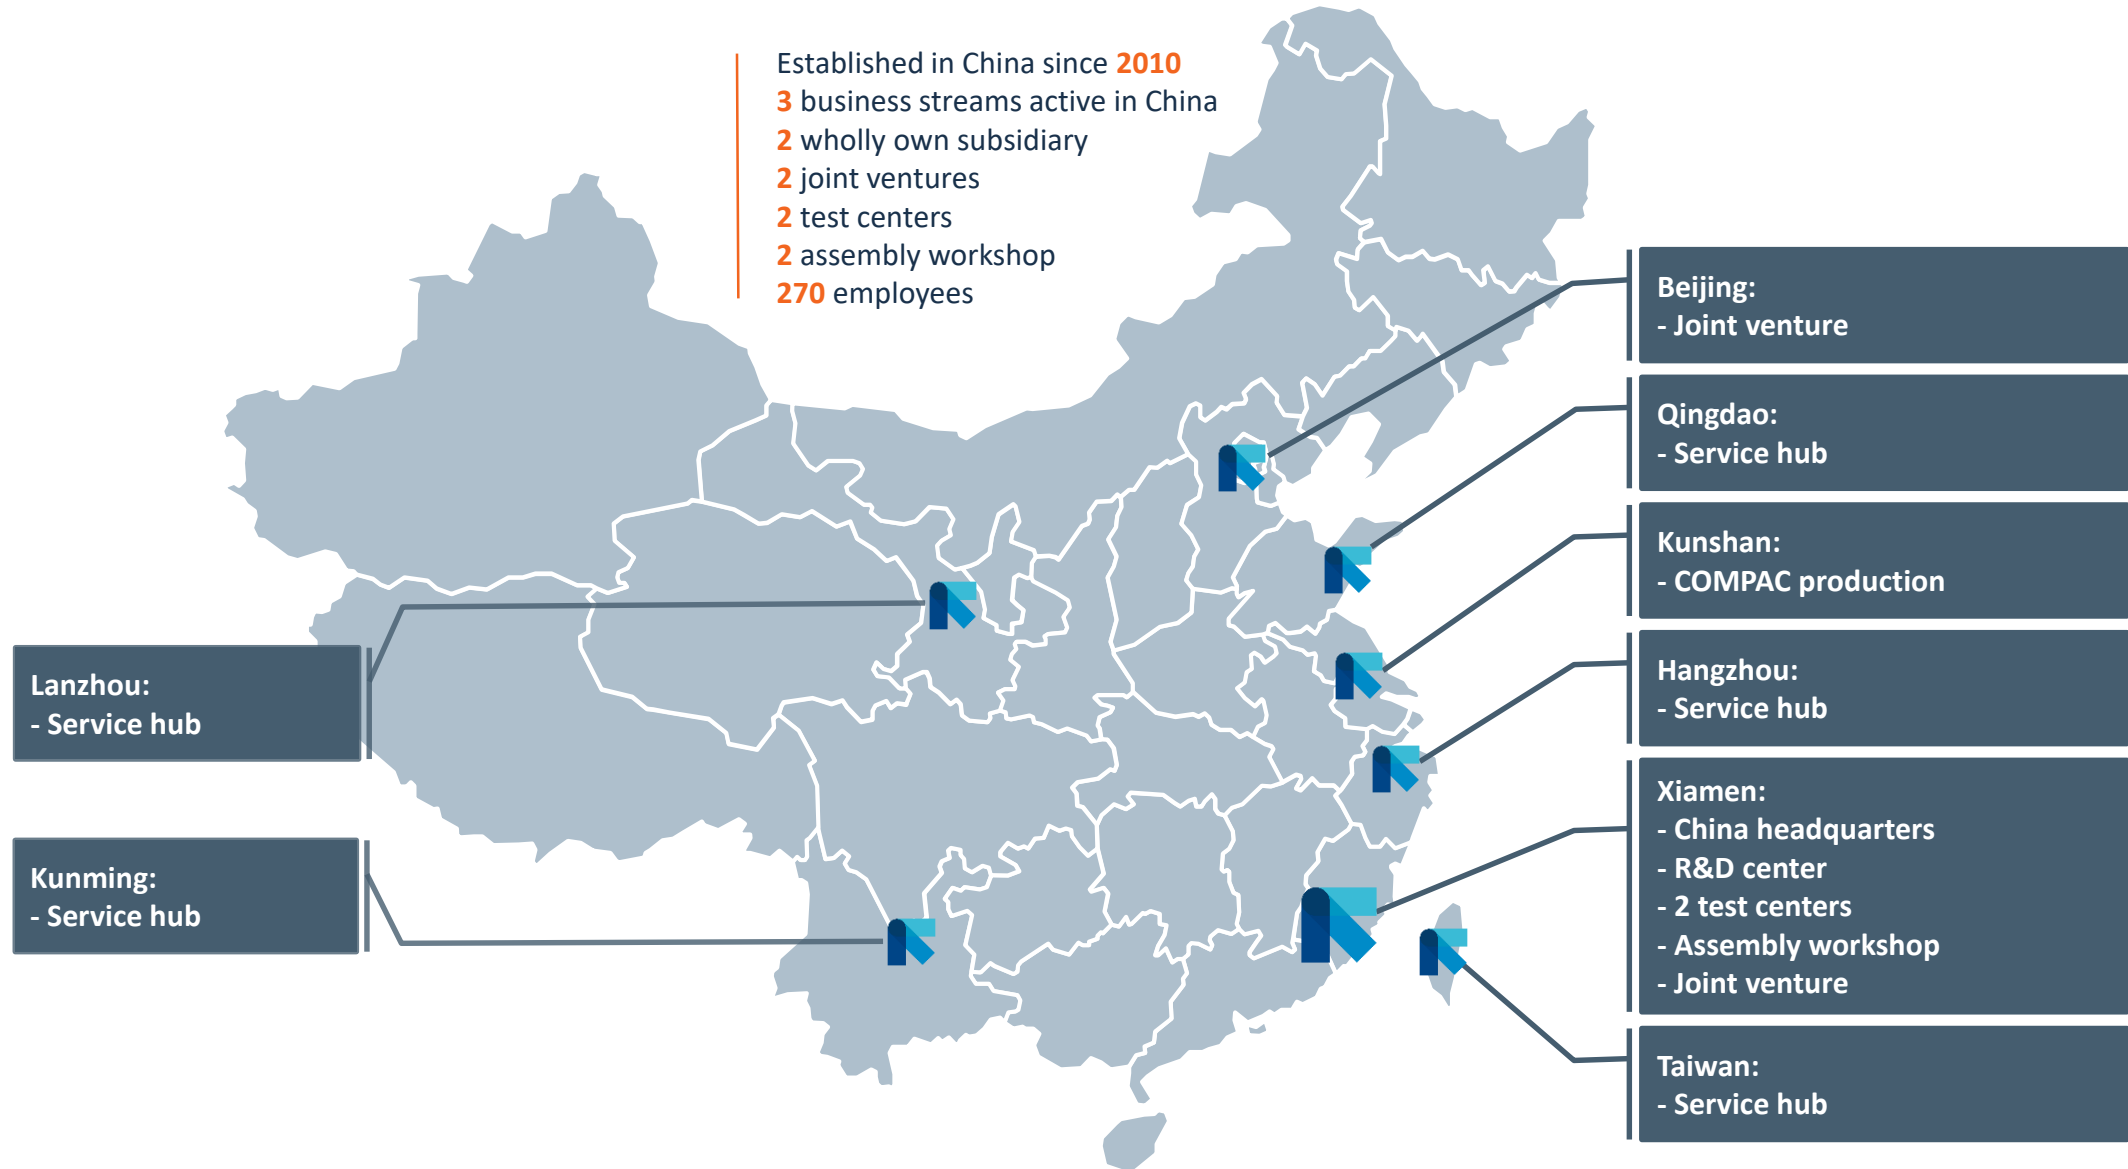 Established in China since 2010
3 business streams active in China
2 wholly own subsidiary
2 joint ventures
2 test centers
2 assembly workshop
270 employees
Beijing:
- Joint venture
Qingdao:
- Service hub
Kunshan:
- COMPAC production
Hangzhou:
- Service hub
Xiamen:
- China headquarters
- R&D center
- 2 test centers
- Assembly workshop
- Joint venture
Taiwan:
- Service hub
Lanzhou:
- Service hub
Kunming:
- Service hub